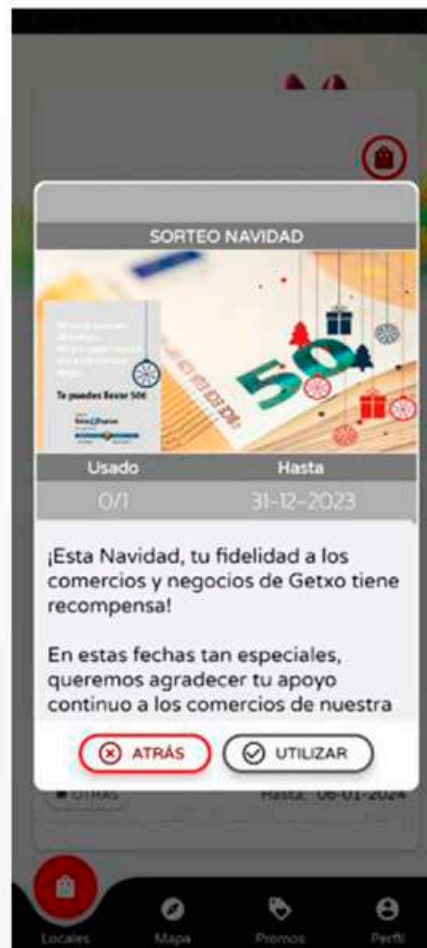 SORTEO NAVIDAD
Te puedes llevar 50€
50
Usado
Hasta
0/1
31-12-2023
¡Esta Navidad, tu fidelidad a los
comercios y negocios de Getxo tiene
recompensa!
En estas fechas tan especiales,
queremos agradecer tu apoyo
continuo a los comercios de nuestra
ATRÁS
UTILIZAR
OTRAS
Hasta: 06-01-2024
Locales
Mapa
Promos
Perfil